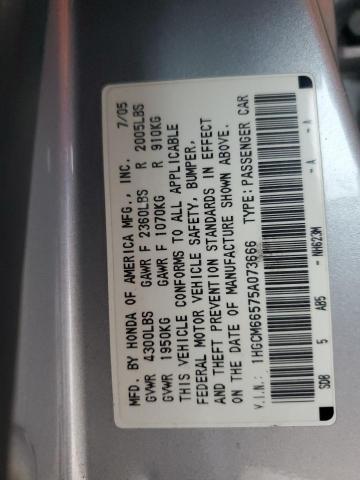 MFD. BY HONDA OF AMERICA MFG., INC. 7/05
GVWR 4300LBS GAWR F 2360LBS R 2005LBS
GVWR 1950KG GAWR F 1070KG R 910KG
THIS VEHICLE CONFORMS TO ALL APPLICABLE
FEDERAL MOTOR VEHICLE SAFETY, BUMPER,
AND THEFT PREVENTION STANDARDS IN EFFECT
ON THE DATE OF MANUFACTURE SHOWN ABOVE.
V.I.N.: 1HGCM66575A073666 TYPE: PASSENGER CAR
SDB 5 A05 - NH623M - A - A